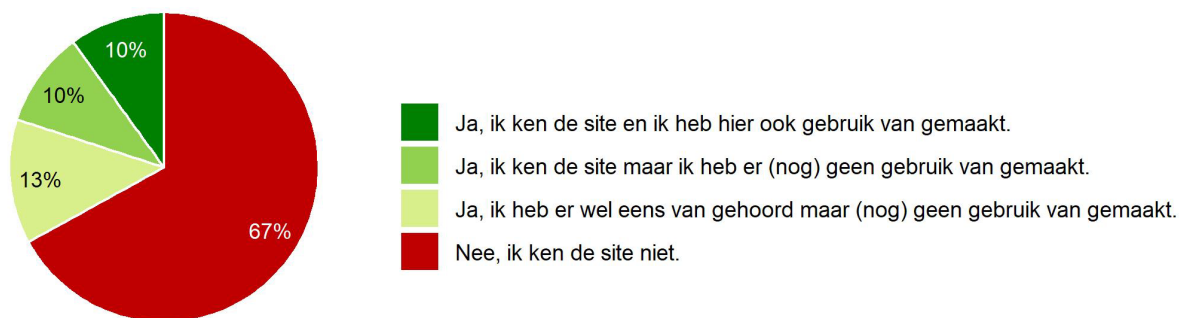 10%
10%
13%
67%
Ja, ik ken de site en ik heb hier ook gebruik van gemaakt.
Ja, ik ken de site maar ik heb er (nog) geen gebruik van gemaakt.
Ja, ik heb er wel eens van gehoord maar (nog) geen gebruik van gemaakt.
Nee, ik ken de site niet.